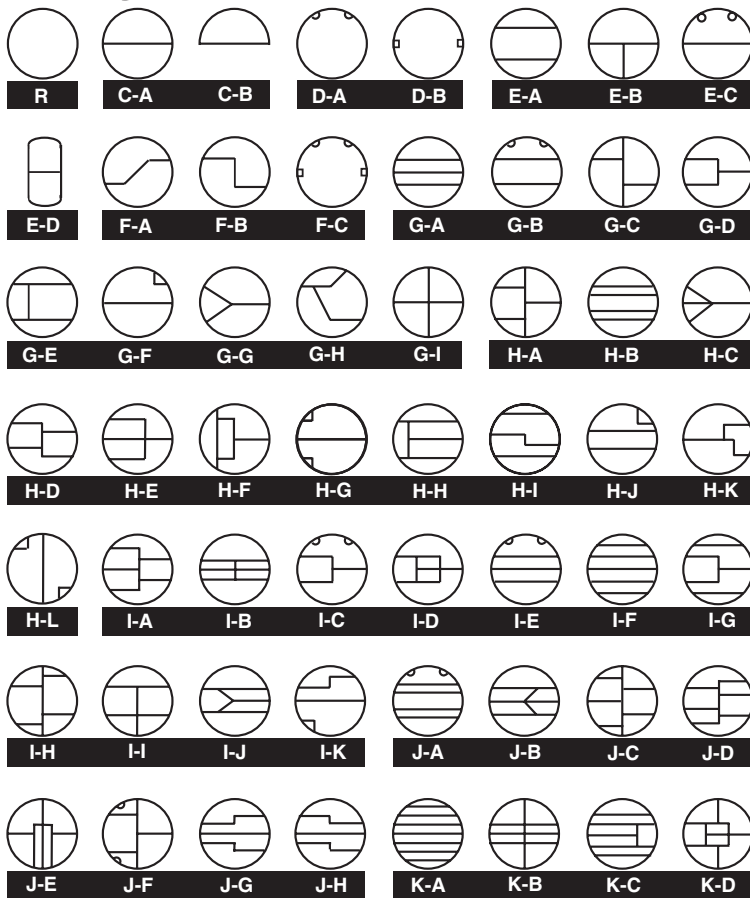 R C-A C-B D-A D-B E-A E-B E-C
E-D F-A F-B F-C G-A G-B G-C G-D
G-E G-F G-G G-H G-I H-A H-B H-C
H-D H-E H-F H-G H-H H-I H-J H-K
H-L I-A I-B I-C I-D I-E I-F I-G
I-H I-I I-J I-K J-A J-B J-C J-D
J-E J-F J-G J-H K-A K-B K-C K-D